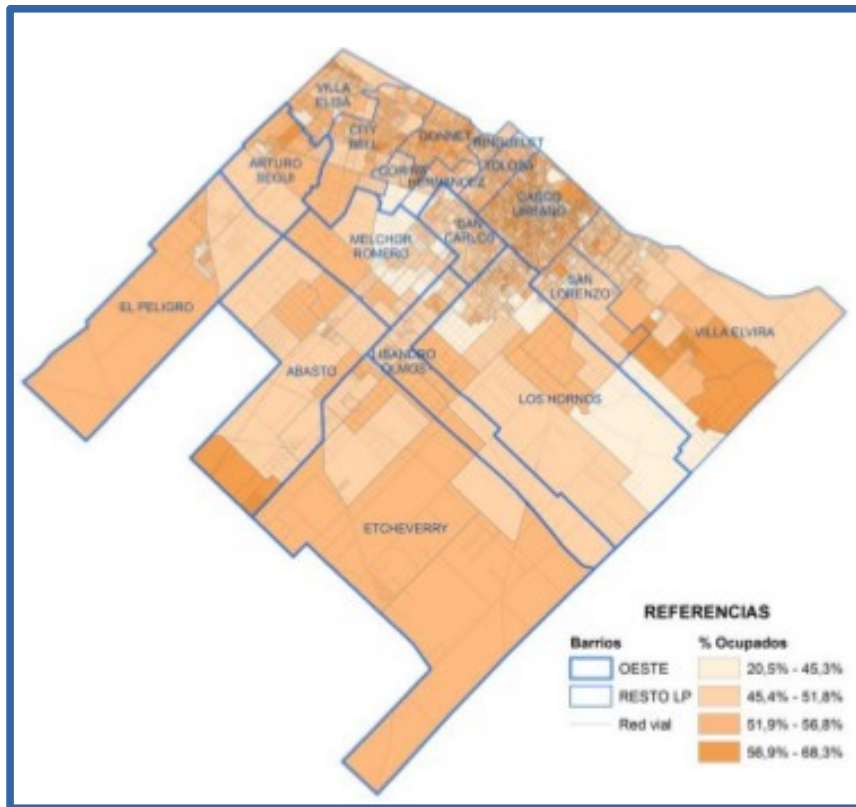 VILLA
ELISA
CITY
BELL
GONNET
RINGUELET
TOLOSA
ARTURO
SEGUI
GORINA
HERNANDEZ
CASCO
URBANO
SAN
CARLOS
MELCHOR
ROMERO
SAN
LORENZO
EL PELIGRO
VILLA ELVIRA
LISANDRO
OLMOS
ABASTO
LOS HORNOS
ETCHEVERRY
REFERENCIAS
Barrios
% Ocupados
OESTE
20,5% - 45,3%
RESTO LP
45,4% - 51,8%
Red vial
51,9% - 56,8%
56,9% - 68,3%